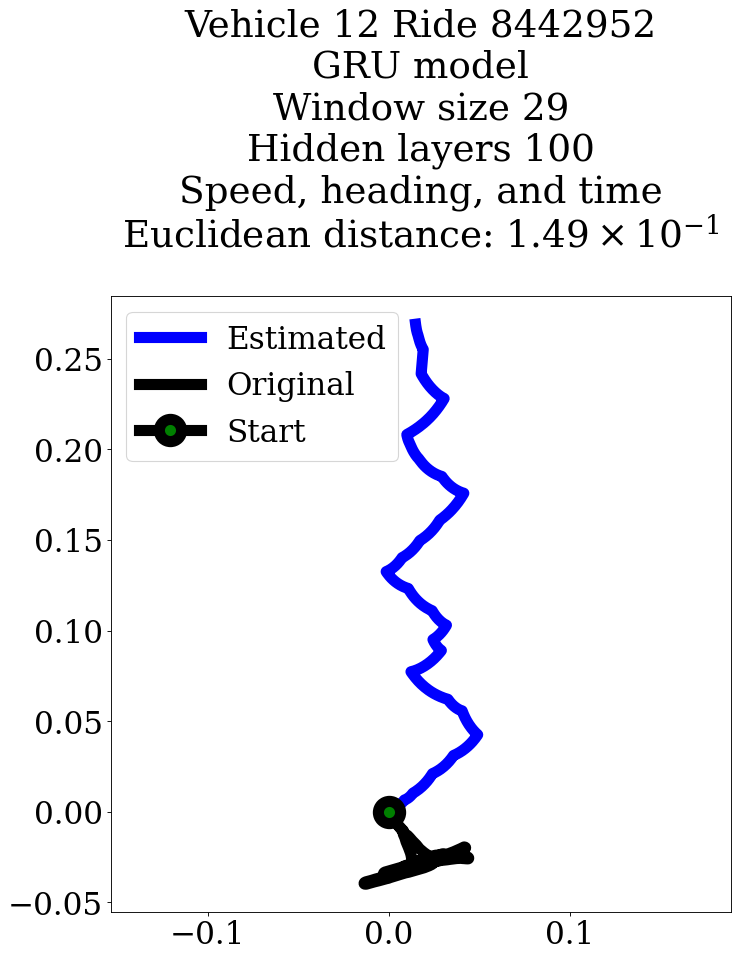 Vehicle 12 Ride 8442952
GRU model
Window size 29
Hidden layers 100
Speed, heading, and time
Euclidean distance: 1.49 × 10⁻¹
Estimated
Original
Start
0.25
0.20
0.15
0.10
0.05
0.00
−0.05
−0.1 0.0 0.1